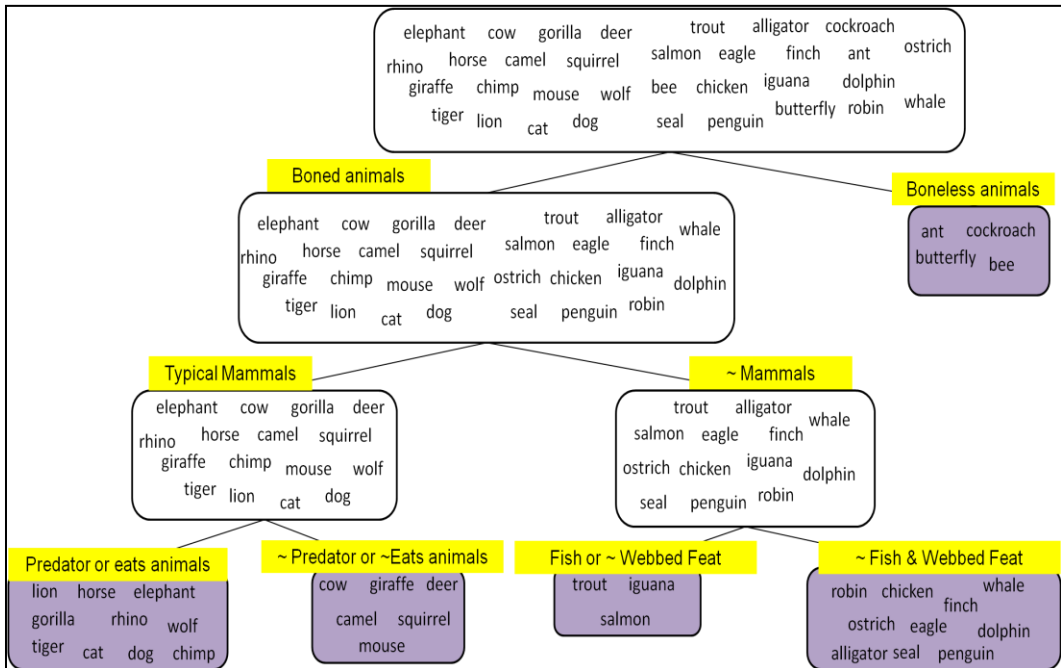 elephant cow gorilla deer trout alligator cockroach
rhino horse camel squirrel salmon eagle finch ant ostrich
giraffe chimp mouse wolf bee chicken iguana dolphin
tiger lion cat dog seal penguin butterfly robin whale
Boned animals
Boneless animals
elephant cow gorilla deer trout alligator
rhino horse camel squirrel salmon eagle finch whale
giraffe chimp mouse wolf ostrich chicken iguana dolphin
tiger lion cat dog seal penguin robin
ant cockroach
butterfly bee
Typical Mammals
~ Mammals
elephant cow gorilla deer
rhino horse camel squirrel
giraffe chimp mouse wolf
tiger lion cat dog
trout alligator whale
salmon eagle finch
ostrich chicken iguana dolphin
seal penguin robin
Predator or eats animals
~ Predator or ~Eats animals
Fish or ~ Webbed Feat
~ Fish & Webbed Feat
lion horse elephant
gorilla rhino wolf
tiger cat dog chimp
cow giraffe deer
camel squirrel
mouse
trout iguana
salmon
robin chicken finch whale
ostrich eagle dolphin
alligator seal penguin